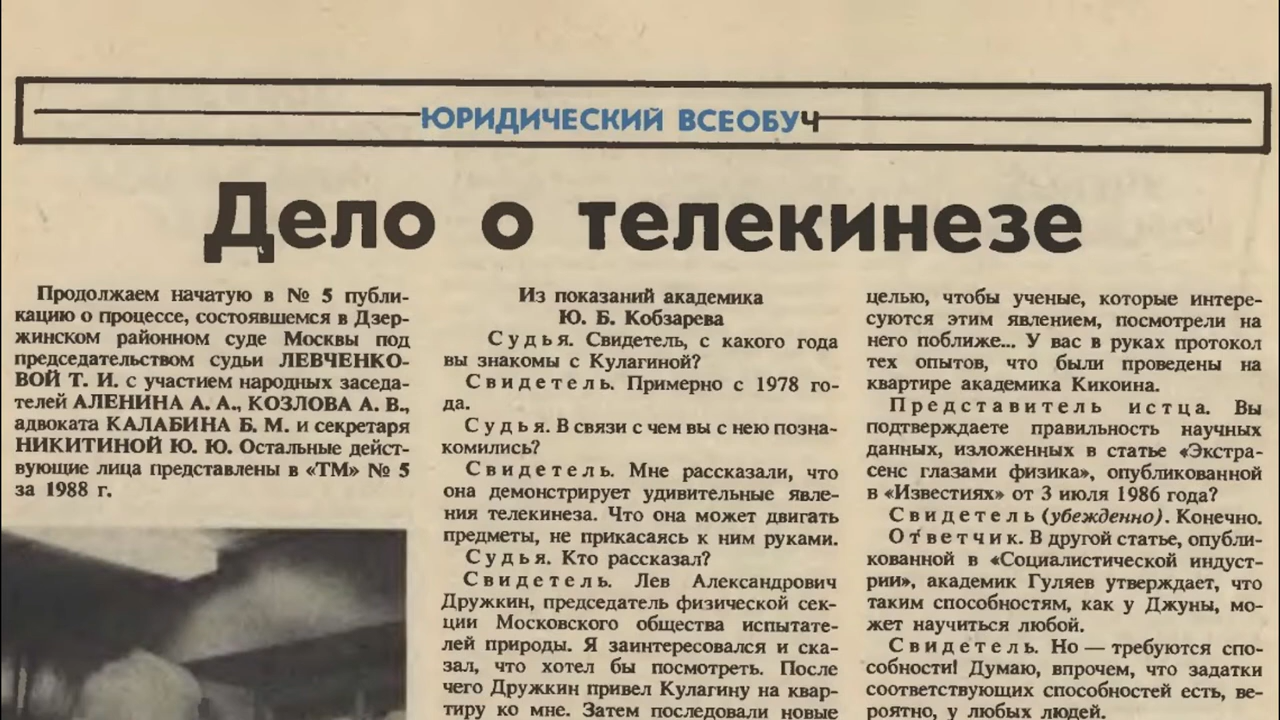 ЮРИДИЧЕСКИЙ ВСЕОБУЧ
Дело о телекинезе
Продолжаем начатую в № 5 публи-
кацию о процессе, состоявшемся в Дзер-
жинском районном суде Москвы под
председательством судьи ЛЕВЧЕНКО-
ВОЙ Т. И. с участием народных заседа-
телей АЛЕНИНА А. А., КОЗЛОВА А. В.,
адвоката КАЛАБИНА Б. М. и секретаря
НИКИТИНОЙ Ю. Ю. Остальные дейст-
вующие лица представлены в «ТМ» № 5
за 1988 г.
Из показаний академика
Ю. Б. Кобзарева
Судья. Свидетель, с какого года
вы знакомы с Кулагиной?
Свидетель. Примерно с 1978 го-
да.
Судья. В связи с чем вы с нею позна-
комились?
Свидетель. Мне рассказали, что
она демонстрирует удивительные явле-
ния телекинеза. Что она может двигать
предметы, не прикасаясь к ним руками.
Судья. Кто рассказал?
Свидетель. Лев Александрович
Дружкин, председатель физической сек-
ции Московского общества испытате-
лей природы. Я заинтересовался и ска-
зал, что хотел бы посмотреть. После
чего Дружкин привел Кулагину на квар-
тиру ко мне. Затем последовали новые
целью, чтобы ученые, которые интере-
суются этим явлением, посмотрели на
него поближе... У вас в руках протокол
тех опытов, что были проведены на
квартире академика Кикоина.
Представитель истца. Вы
подтверждаете правильность научных
данных, изложенных в статье «Экстра-
сенс глазами физика», опубликованной
в «Известиях» от 3 июля 1986 года?
Свидетель (убежденно). Конечно.
Ответчик. В другой статье, опубли-
кованной в «Социалистической индуст-
рии», академик Гуляев утверждает, что
таким способностям, как у Джуны, мо-
жет научиться любой.
Свидетель. Но — требуются спо-
собности! Думаю, впрочем, что задатки
соответствующих способностей есть, ве-
роятно, у любых людей.